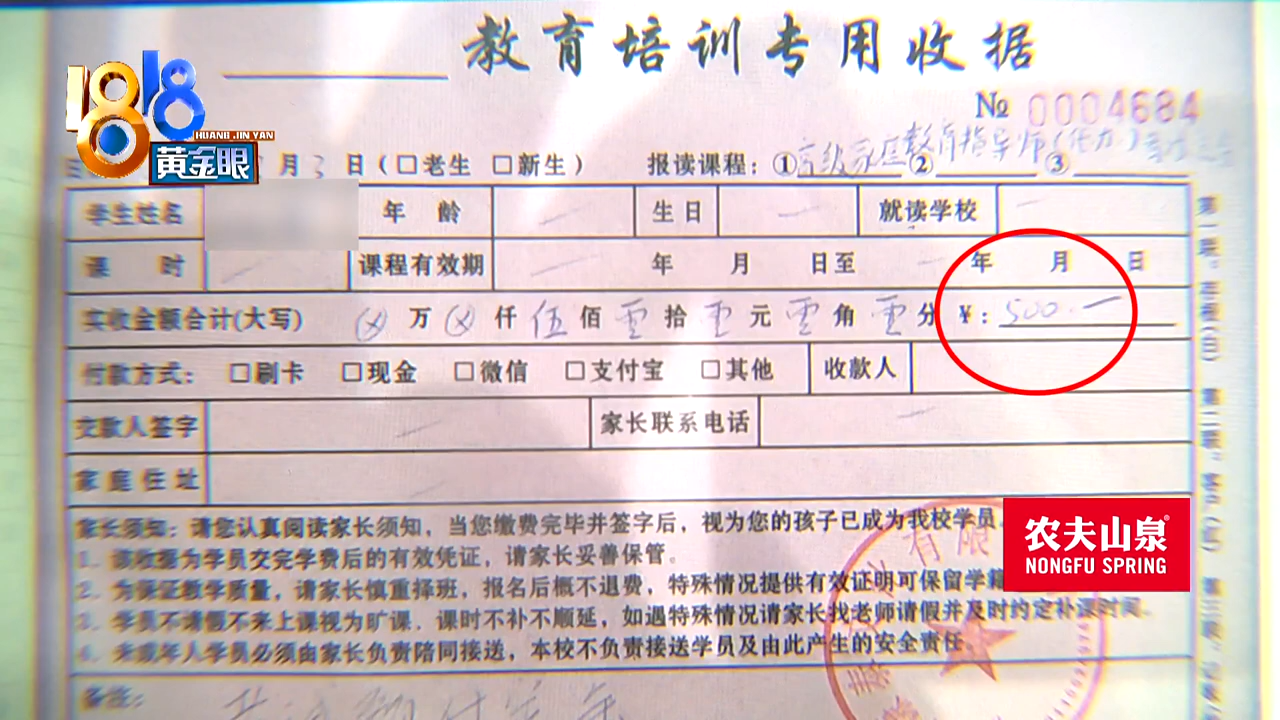 教育培训专用收据
1818
HUANG JIN YAN
黄金眼
№ 0004684
月3日(□老生 □新生) 报读课程:①高级家庭教育指导师 ② ③
学生姓名 年龄 生日 就读学校
课时 课程有效期 年 月 日至 年 月 日
实收金额合计(大写) 万 仟 伍 佰 零 拾 零 元 零 角 零 分 ¥: 500.一
付款方式: □刷卡 □现金 □微信 □支付宝 □其他 收款人
交款人签字 家长联系电话
家庭住址
家长须知:请您认真阅读家长须知,当您缴费完毕并签字后,视为您的孩子已成为我校学员。
1、该收据为学员交完学费后的有效凭证,请家长妥善保管。
2、为保证教学质量,请家长慎重择班,报名后概不退费,特殊情况提供有效证明可保留学籍
3、学员不请假不来上课视为旷课。课时不补不顺延,如遇特殊情况请家长找老师请假并及时约定补课时间。
4、未成年人学员必须由家长负责陪同接送,本校不负责接送学员及由此产生的安全责任。
备注:
有限
农夫山泉
NONGFU SPRING